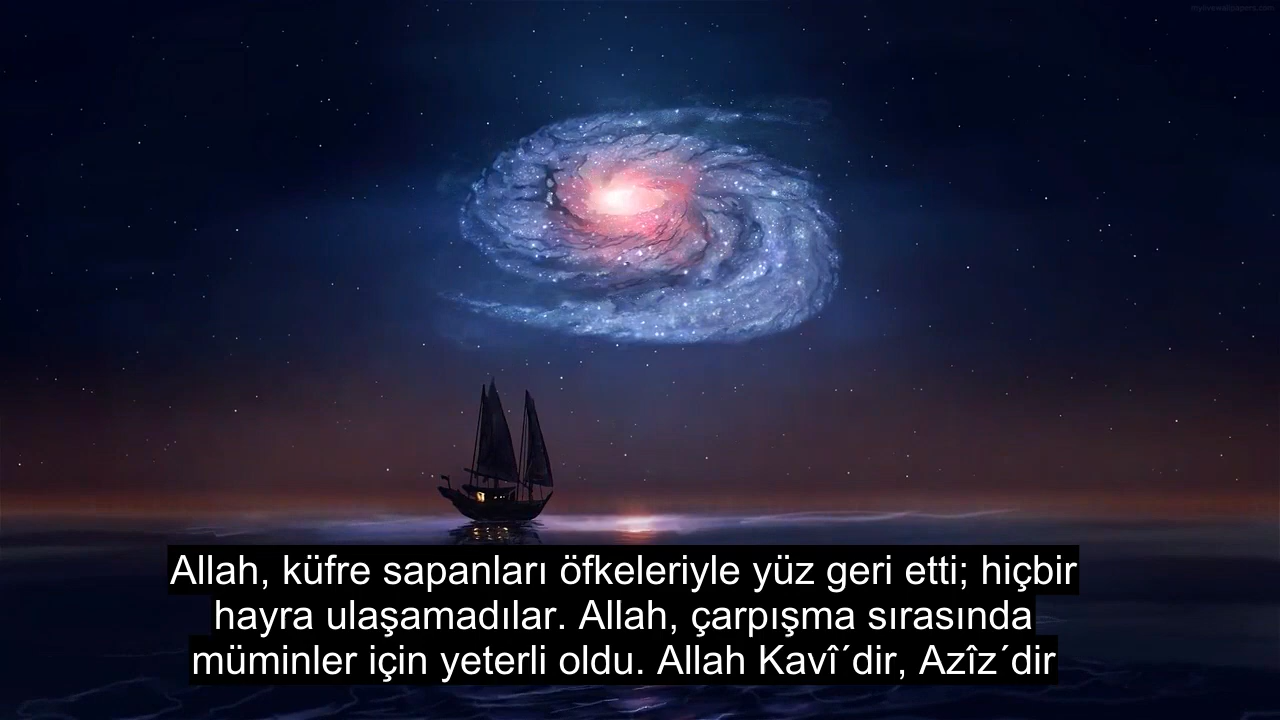 Allah, küfre sapanları öfkeleriyle yüz geri etti; hiçbir
hayra ulaşamadılar. Allah, çarpışma sırasında
müminler için yeterli oldu. Allah Kavî´dir, Azîz´dir